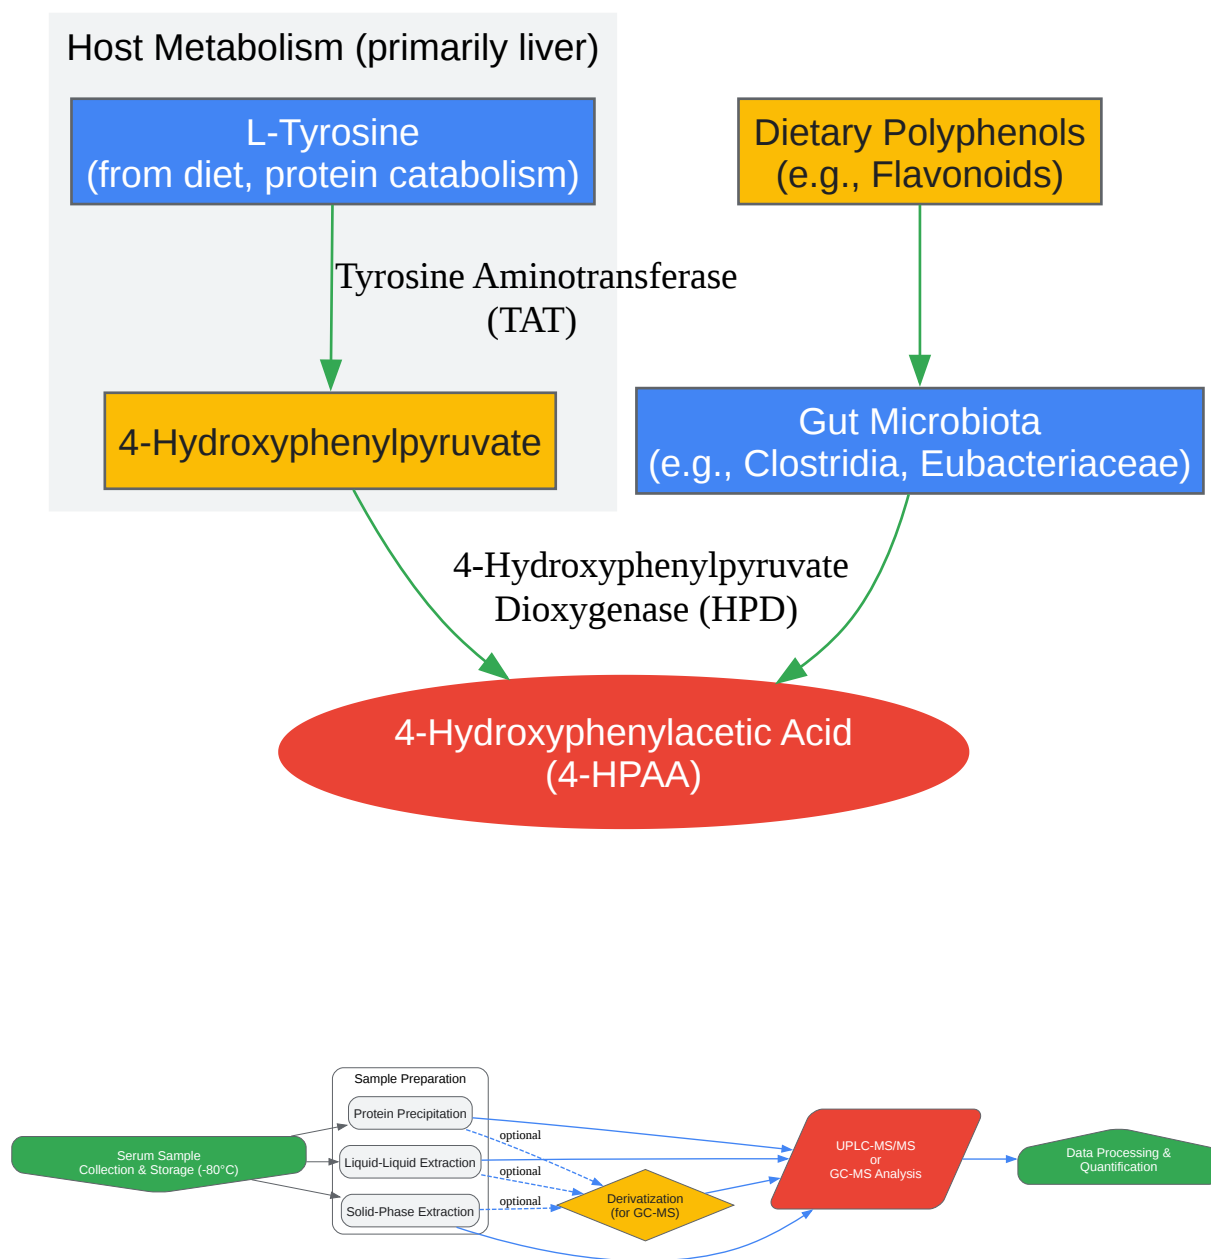 Host Metabolism (primarily liver)
L-Tyrosine
(from diet, protein catabolism)
Dietary Polyphenols
(e.g., Flavonoids)
Tyrosine Aminotransferase
(TAT)
4-Hydroxyphenylpyruvate
Gut Microbiota
(e.g., Clostridia, Eubacteriaceae)
4-Hydroxyphenylpyruvate
Dioxygenase (HPD)
4-Hydroxyphenylacetic Acid
(4-HPAA)
Sample Preparation
Protein Precipitation
Liquid-Liquid Extraction
Solid-Phase Extraction
Serum Sample
Collection & Storage (-80°C)
optional
optional
optional
Derivatization
(for GC-MS)
UPLC-MS/MS
or
GC-MS Analysis
Data Processing &
Quantification